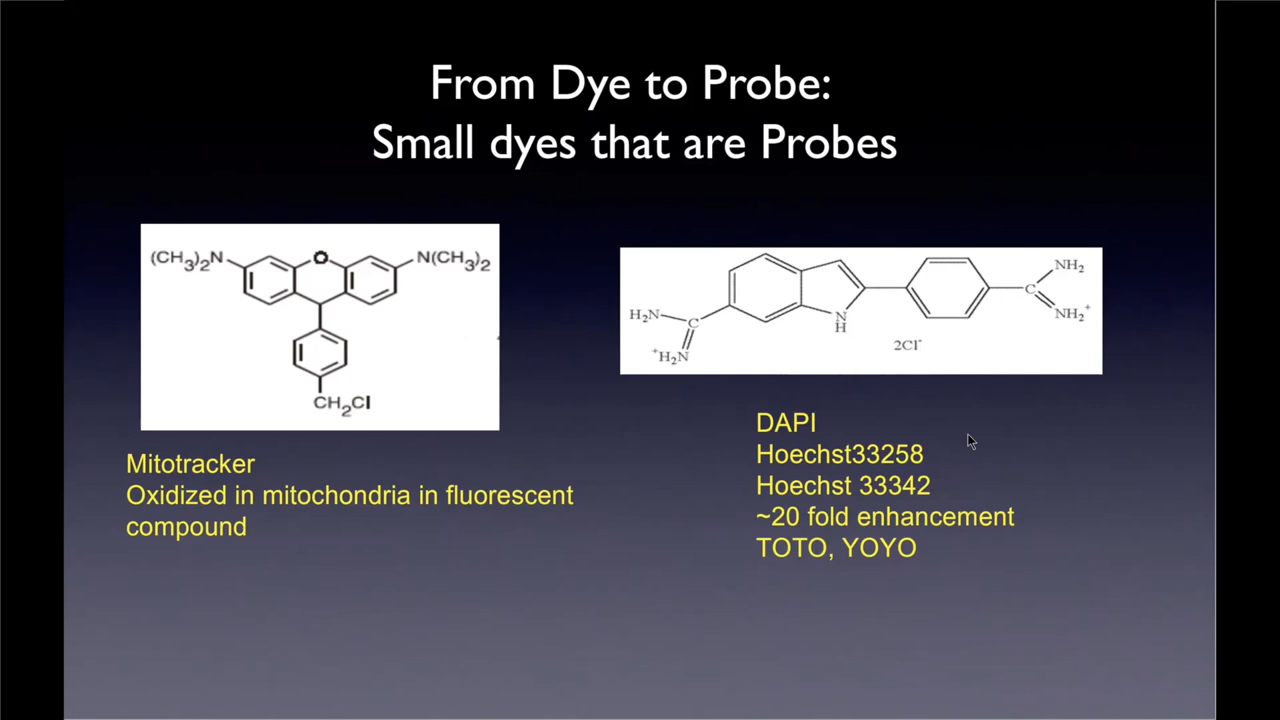 From Dye to Probe:
Small dyes that are Probes
(CH₃)₂N
O
N(CH₃)₂
CH₂Cl
H₂N
C
⁺H₂N
N
H
2Cl⁻
C
NH₂
NH₂⁺
Mitotracker
Oxidized in mitochondria in fluorescent
compound
DAPI
Hoechst33258
Hoechst 33342
~20 fold enhancement
TOTO, YOYO